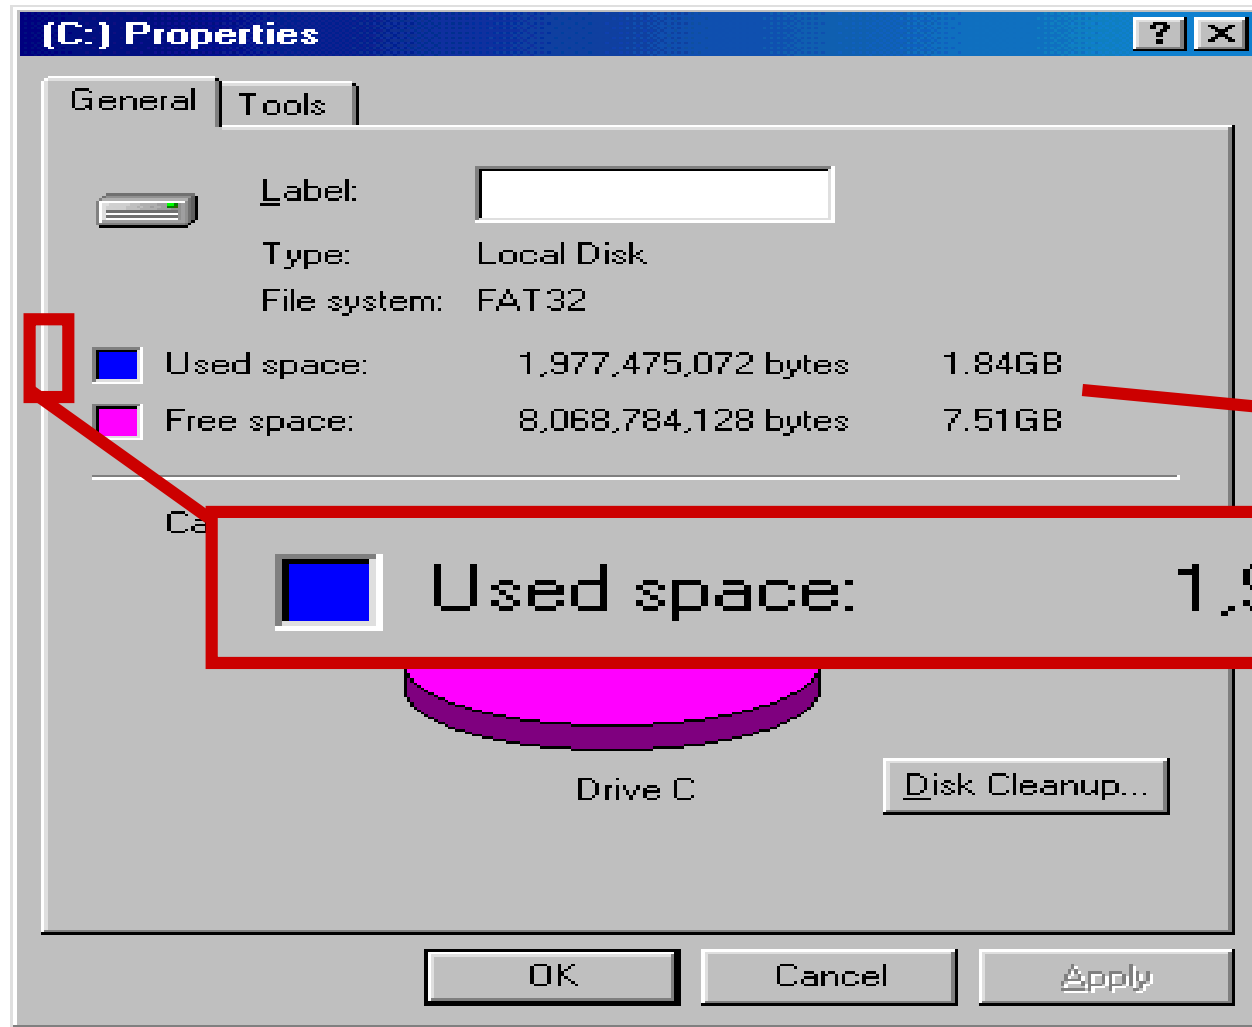 (C:) Properties
General Tools
Label:
Type: Local Disk
File system: FAT32
Used space: 1,977,475,072 bytes 1.84GB
Free space: 8,068,784,128 bytes 7.51GB
Used space:
Drive C
Disk Cleanup...
OK Cancel Apply